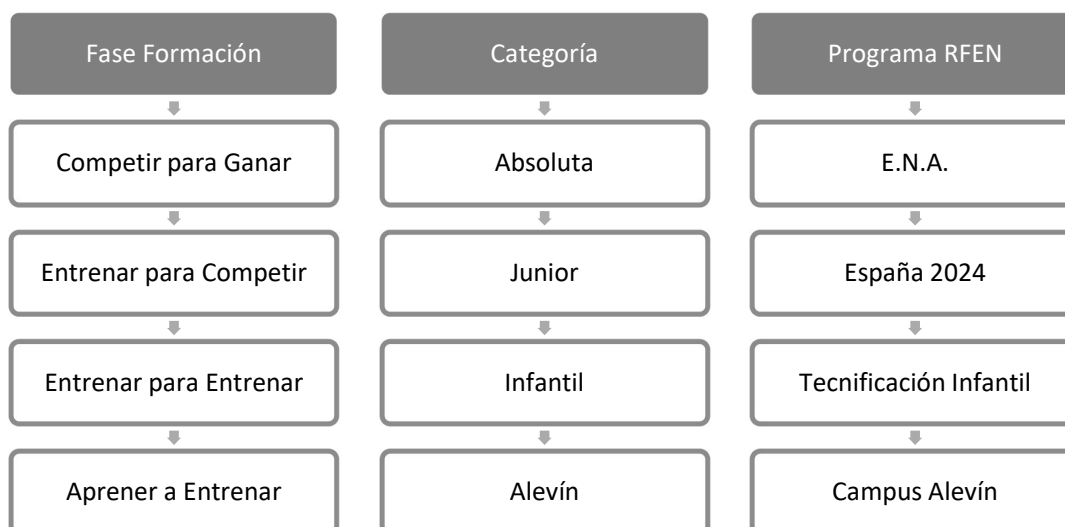 Fase Formación
Categoría
Programa RFEN
Competir para Ganar
Absoluta
E.N.A.
Entrenar para Competir
Junior
España 2024
Entrenar para Entrenar
Infantil
Tecnificación Infantil
Aprener a Entrenar
Alevín
Campus Alevín